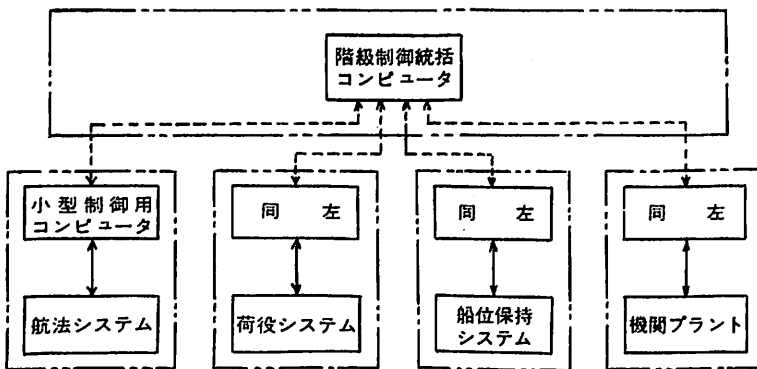 階級制御統括
コンピュータ
小型制御用
コンピュータ
同左
同左
同左
航法システム
荷役システム
船位保持
システム
機関プラント